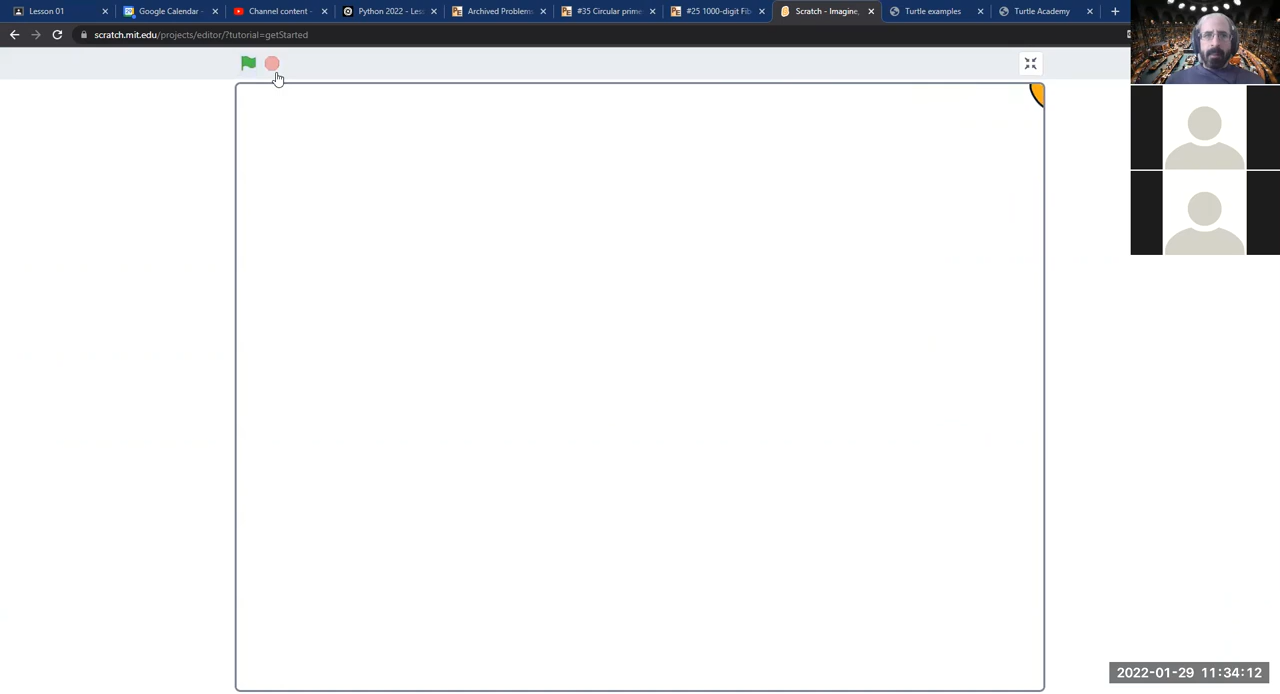 Lesson 01
Google Calendar -
Channel content -
Python 2022 - Less
Archived Problems
#35 Circular prime
#25 1000-digit Fib
Scratch - Imagine,
Turtle examples
Turtle Academy
scratch.mit.edu/projects/editor/?tutorial=getStarted
2022-01-29 11:34:12